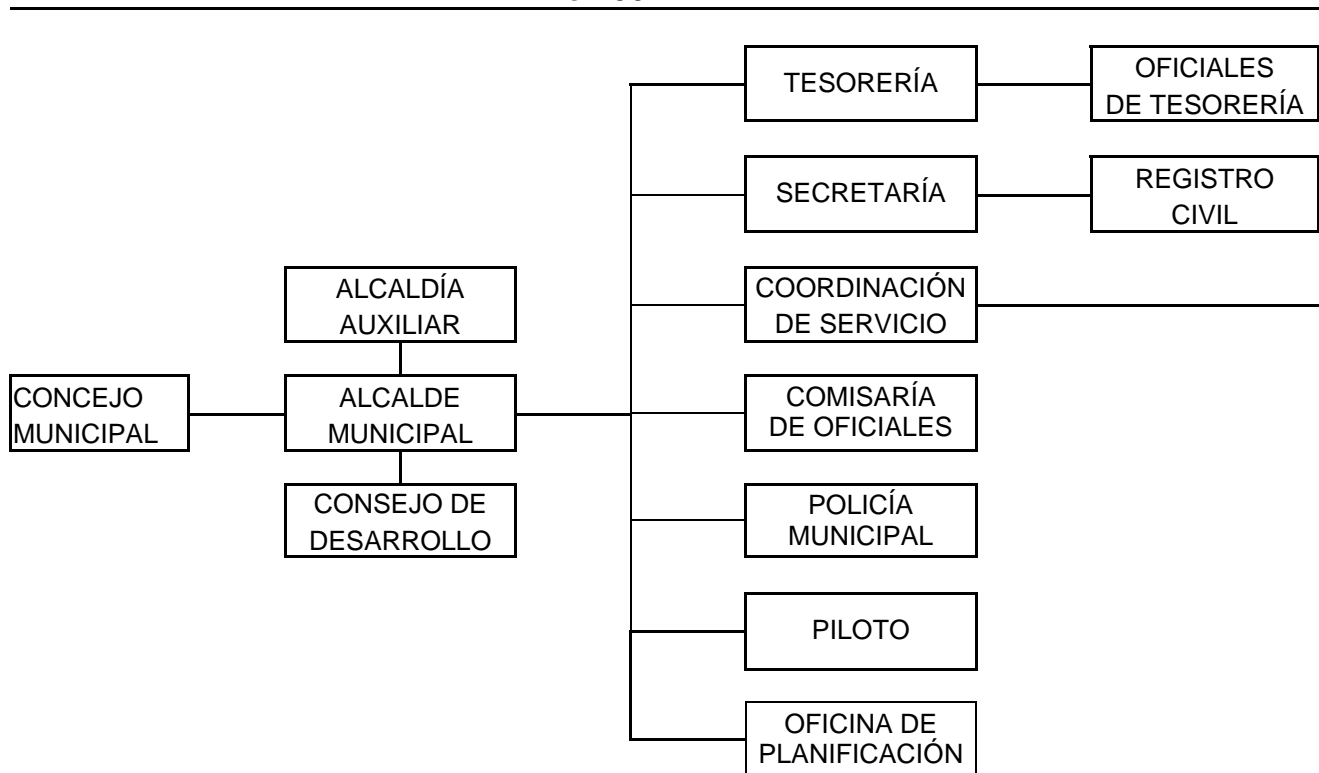 TESORERÍA
OFICIALES
DE TESORERÍA
SECRETARÍA
REGISTRO
CIVIL
COORDINACIÓN
DE SERVICIO
ALCALDÍA
AUXILIAR
CONCEJO
MUNICIPAL
ALCALDE
MUNICIPAL
COMISARÍA
DE OFICIALES
CONSEJO DE
DESARROLLO
POLICÍA
MUNICIPAL
PILOTO
OFICINA DE
PLANIFICACIÓN